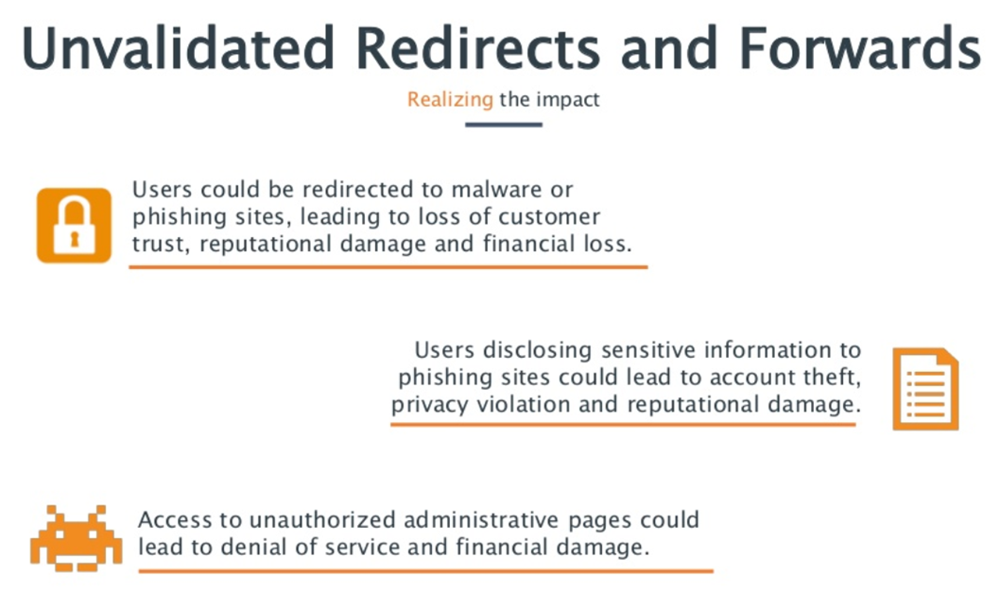 Unvalidated Redirects and Forwards
Realizing the impact
Users could be redirected to malware or
phishing sites, leading to loss of customer
trust, reputational damage and financial loss.
Users disclosing sensitive information to
phishing sites could lead to account theft,
privacy violation and reputational damage.
Access to unauthorized administrative pages could
lead to denial of service and financial damage.